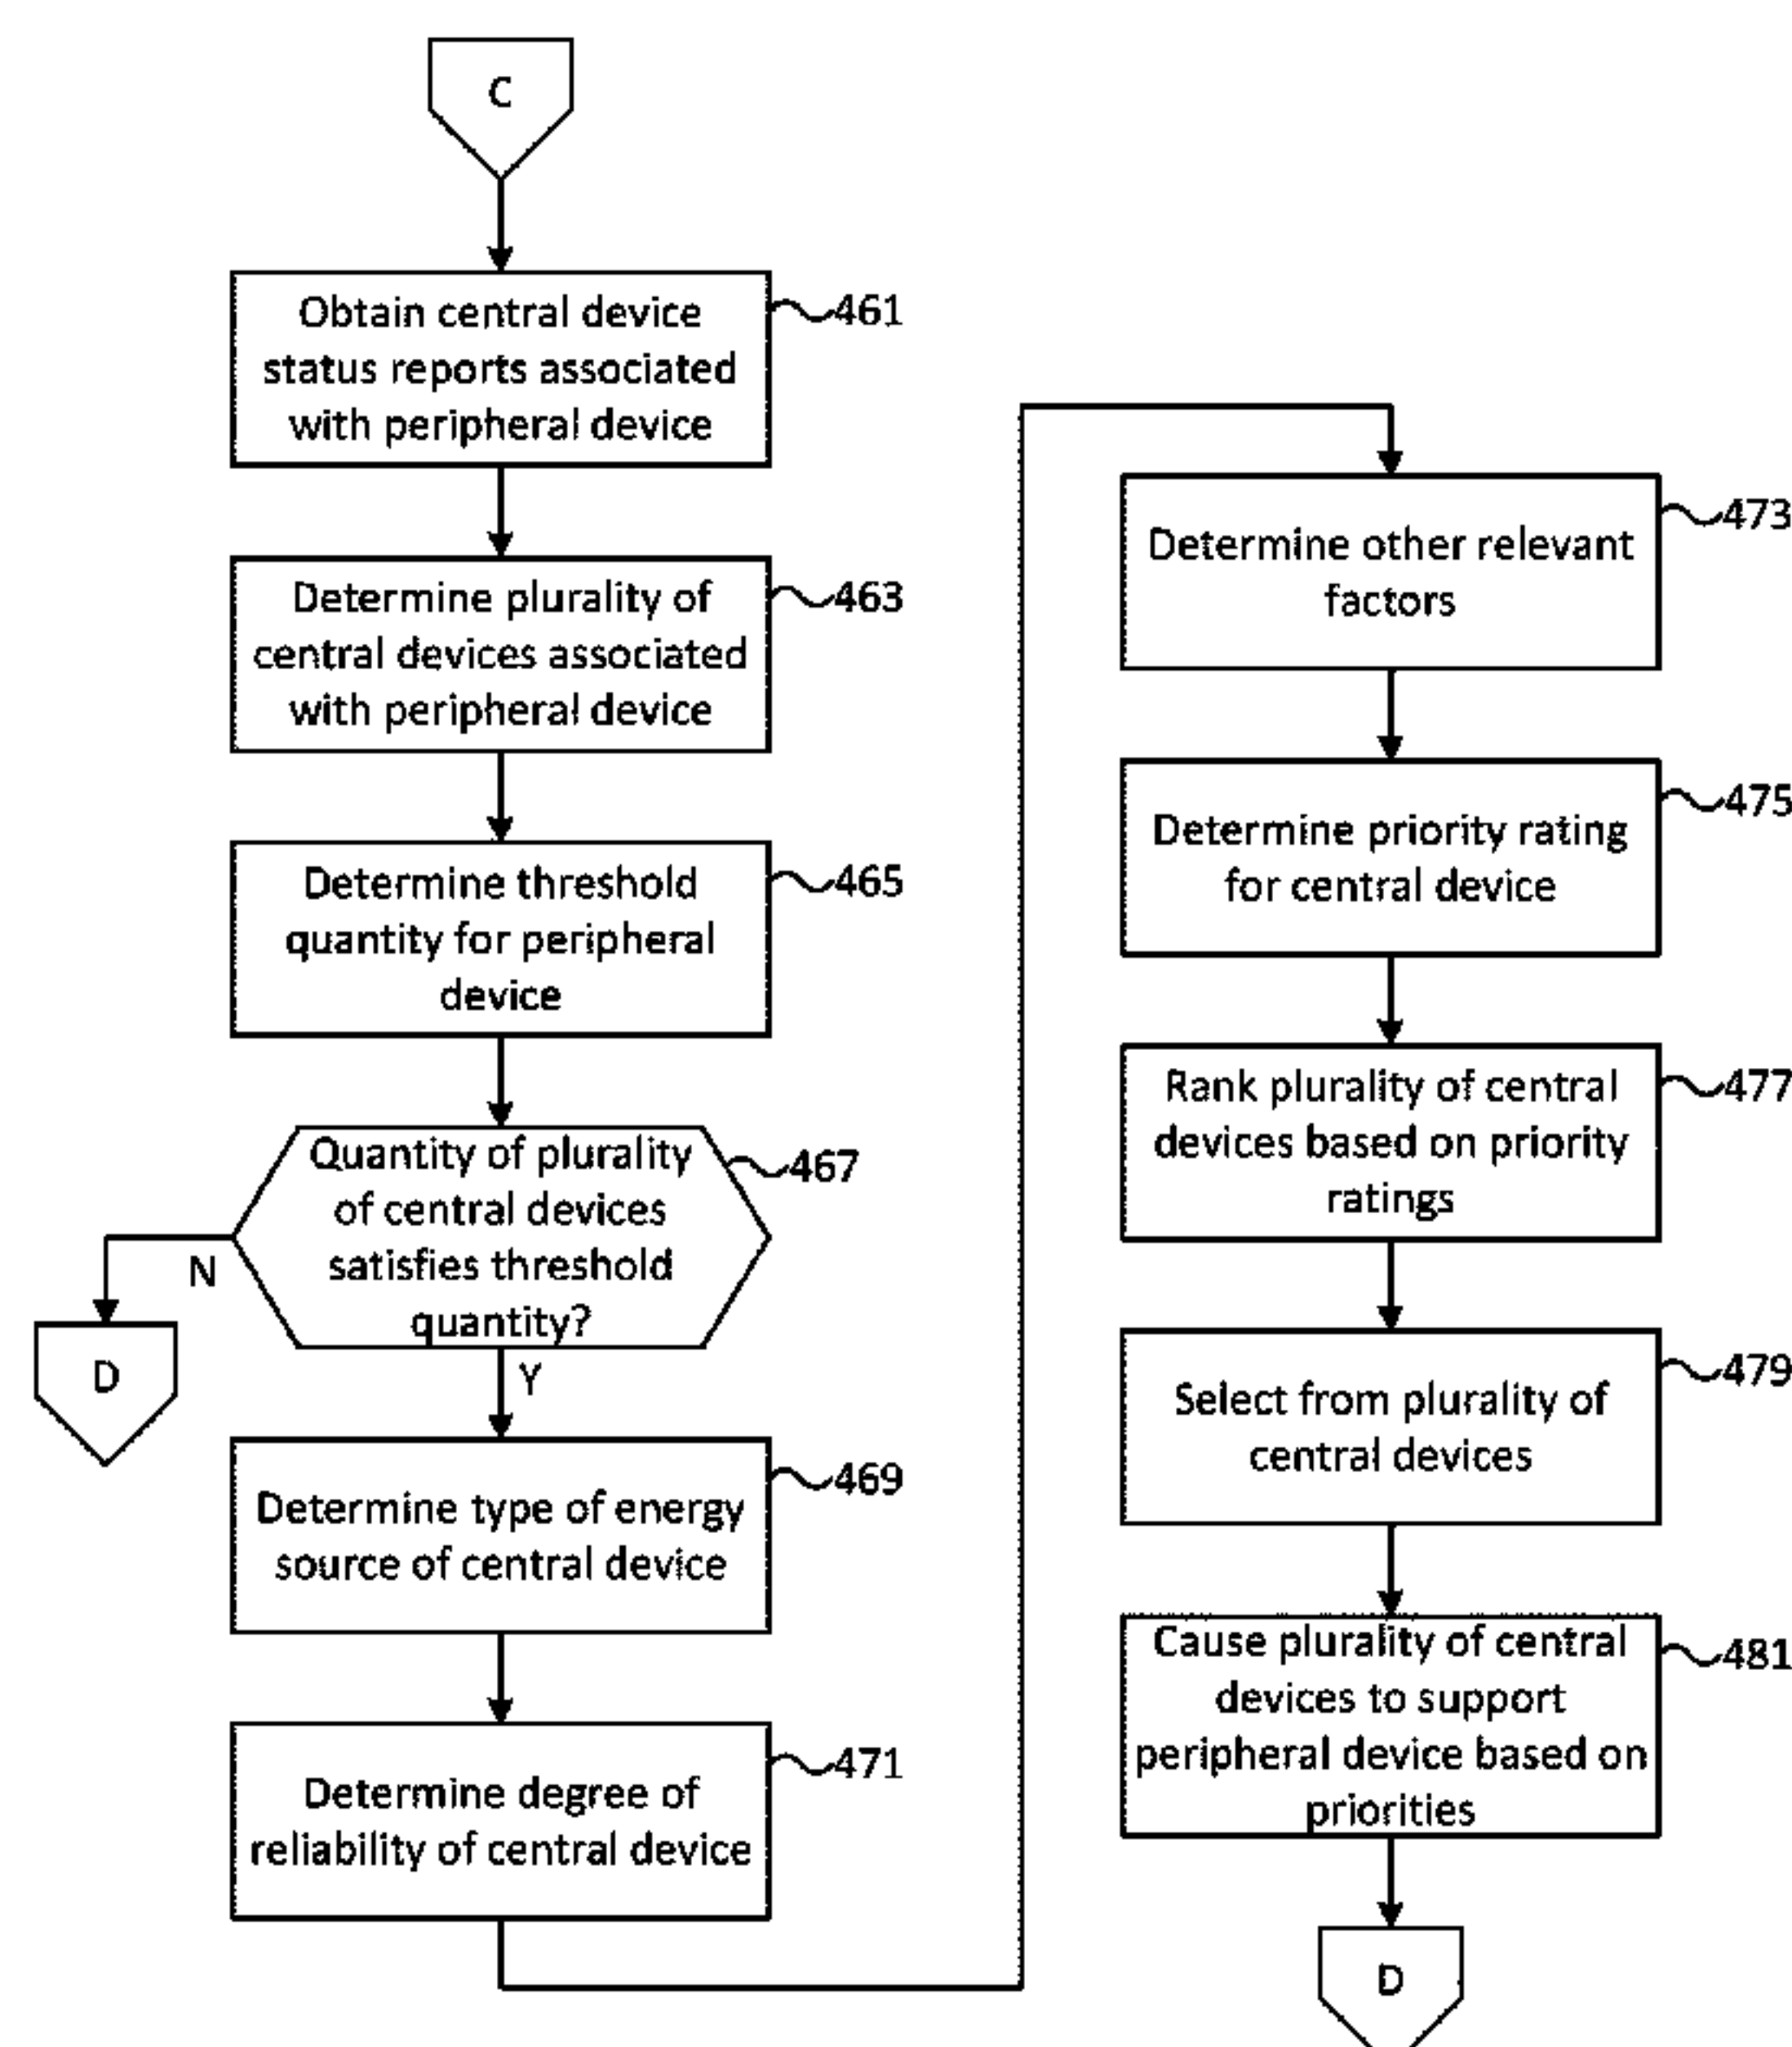 C
Obtain central device
status reports associated
with peripheral device
461
Determine plurality of
central devices associated
with peripheral device
463
Determine threshold
quantity for peripheral
device
465
Quantity of plurality
of central devices
satisfies threshold
quantity?
467
N
D
Y
Determine type of energy
source of central device
469
Determine degree of
reliability of central device
471
Determine other relevant
factors
473
Determine priority rating
for central device
475
Rank plurality of central
devices based on priority
ratings
477
Select from plurality of
central devices
479
Cause plurality of central
devices to support
peripheral device based on
priorities
481
D